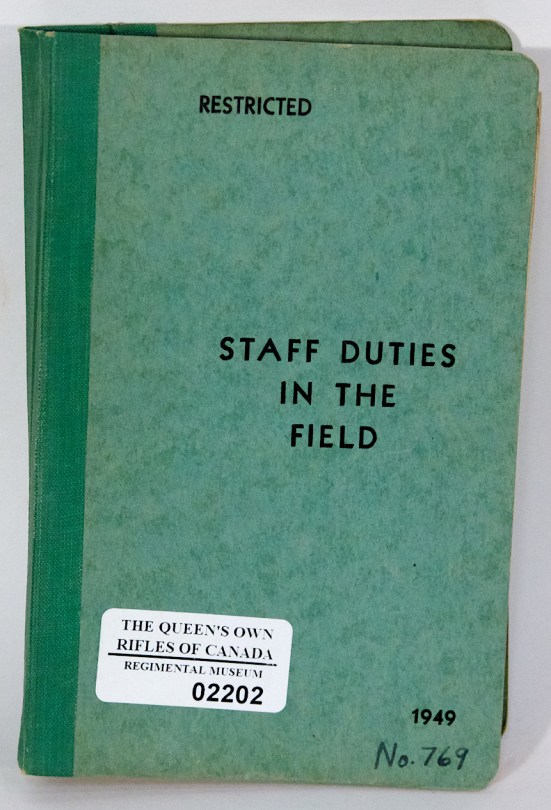 RESTRICTED
STAFF DUTIES
IN THE
FIELD
THE QUEEN'S OWN
RIFLES OF CANADA
REGIMENTAL MUSEUM
02202
1949
No. 769